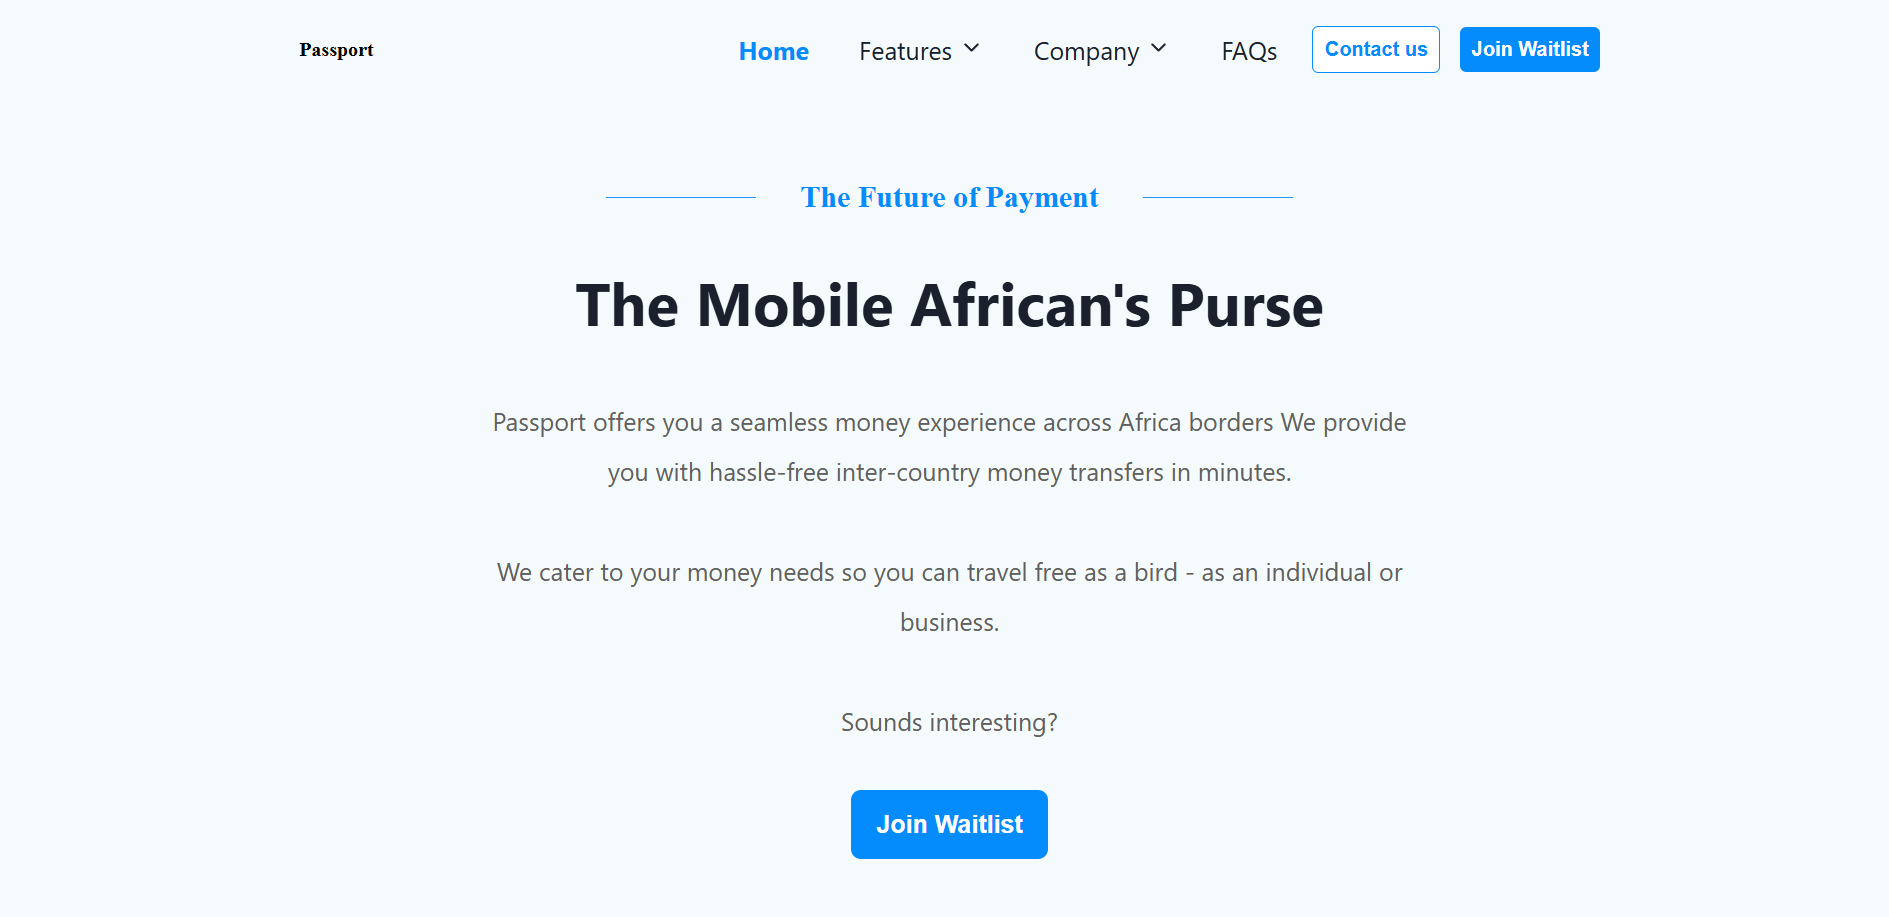 Passport
Home
Features
Company
FAQs
Contact us
Join Waitlist
The Future of Payment
The Mobile African's Purse
Passport offers you a seamless money experience across Africa borders We provide
you with hassle-free inter-country money transfers in minutes.
We cater to your money needs so you can travel free as a bird - as an individual or
business.
Sounds interesting?
Join Waitlist